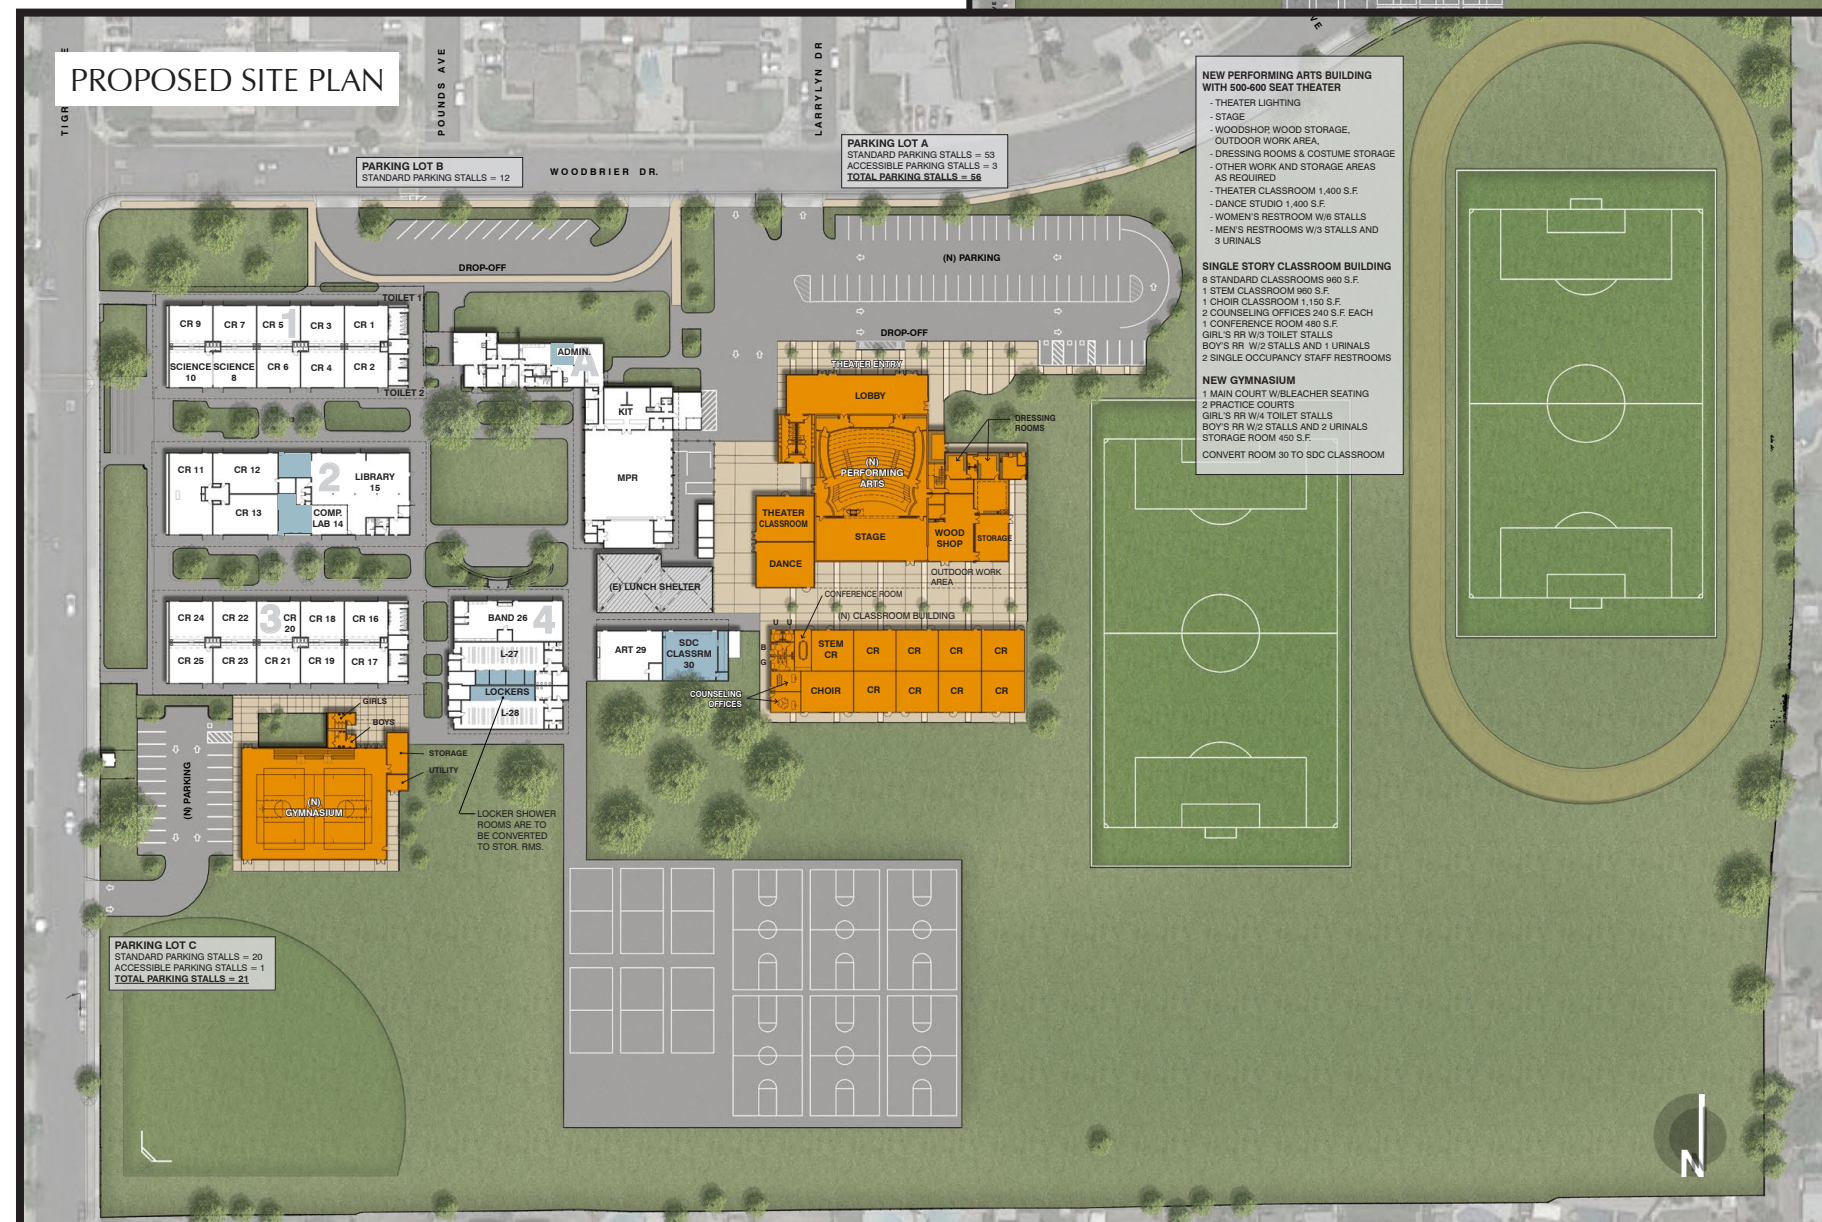 PROPOSED SITE PLAN
POUNDS AVE
LARRYLYN DR
WOODBRIER DR.
PARKING LOT B
STANDARD PARKING STALLS = 12
PARKING LOT A
STANDARD PARKING STALLS = 53
ACCESSIBLE PARKING STALLS = 3
TOTAL PARKING STALLS = 56
NEW PERFORMING ARTS BUILDING
WITH 500-600 SEAT THEATER
- THEATER LIGHTING
- STAGE
- WOODSHOP, WOOD STORAGE,
OUTDOOR WORK AREA,
- DRESSING ROOMS & COSTUME STORAGE
- OTHER WORK AND STORAGE AREAS
AS REQUIRED
- THEATER CLASSROOM 1,400 S.F.
- DANCE STUDIO 1,400 S.F.
- WOMEN'S RESTROOM W/6 STALLS
- MEN'S RESTROOMS W/3 STALLS AND
3 URINALS
SINGLE STORY CLASSROOM BUILDING
8 STANDARD CLASSROOMS 960 S.F.
1 STEM CLASSROOM 960 S.F.
1 CHOIR CLASSROOM 1,150 S.F.
2 COUNSELING OFFICES 240 S.F. EACH
1 CONFERENCE ROOM 480 S.F.
GIRL'S RR W/3 TOILET STALLS
BOY'S RR W/2 STALLS AND 1 URINALS
2 SINGLE OCCUPANCY STAFF RESTROOMS
NEW GYMNASIUM
1 MAIN COURT W/BLEACHER SEATING
2 PRACTICE COURTS
GIRL'S RR W/4 TOILET STALLS
BOY'S RR W/2 STALLS AND 2 URINALS
STORAGE ROOM 450 S.F.
CONVERT ROOM 30 TO SDC CLASSROOM
DROP-OFF
(N) PARKING
DROP-OFF
TOILET 1
1
CR 9
CR 7
CR 5
CR 3
CR 1
SCIENCE
10
SCIENCE
8
CR 6
CR 4
CR 2
TOILET 2
ADMIN.
A
KIT
MPR
THEATER ENTRY
LOBBY
DRESSING
ROOMS
(N)
PERFORMING
ARTS
THEATER
CLASSROOM
STAGE
WOOD
SHOP
STORAGE
DANCE
OUTDOOR WORK
AREA
2
CR 11
CR 12
CR 13
LIBRARY
15
COMP.
LAB 14
(E) LUNCH SHELTER
CONFERENCE ROOM
(N) CLASSROOM BUILDING
3
CR 24
CR 22
CR
20
CR 18
CR 16
CR 25
CR 23
CR 21
CR 19
CR 17
BAND 26
4
L-27
LOCKERS
L-28
ART 29
SDC
CLASSRM
30
U U
B
G
STEM
CR
CR
CR
CR
CR
CHOIR
CR
CR
CR
CR
COUNSELING
OFFICES
GIRLS
BOYS
STORAGE
UTILITY
(N) PARKING
(N)
GYMNASIUM
LOCKER SHOWER
ROOMS ARE TO
BE CONVERTED
TO STOR. RMS.
PARKING LOT C
STANDARD PARKING STALLS = 20
ACCESSIBLE PARKING STALLS = 1
TOTAL PARKING STALLS = 21
N